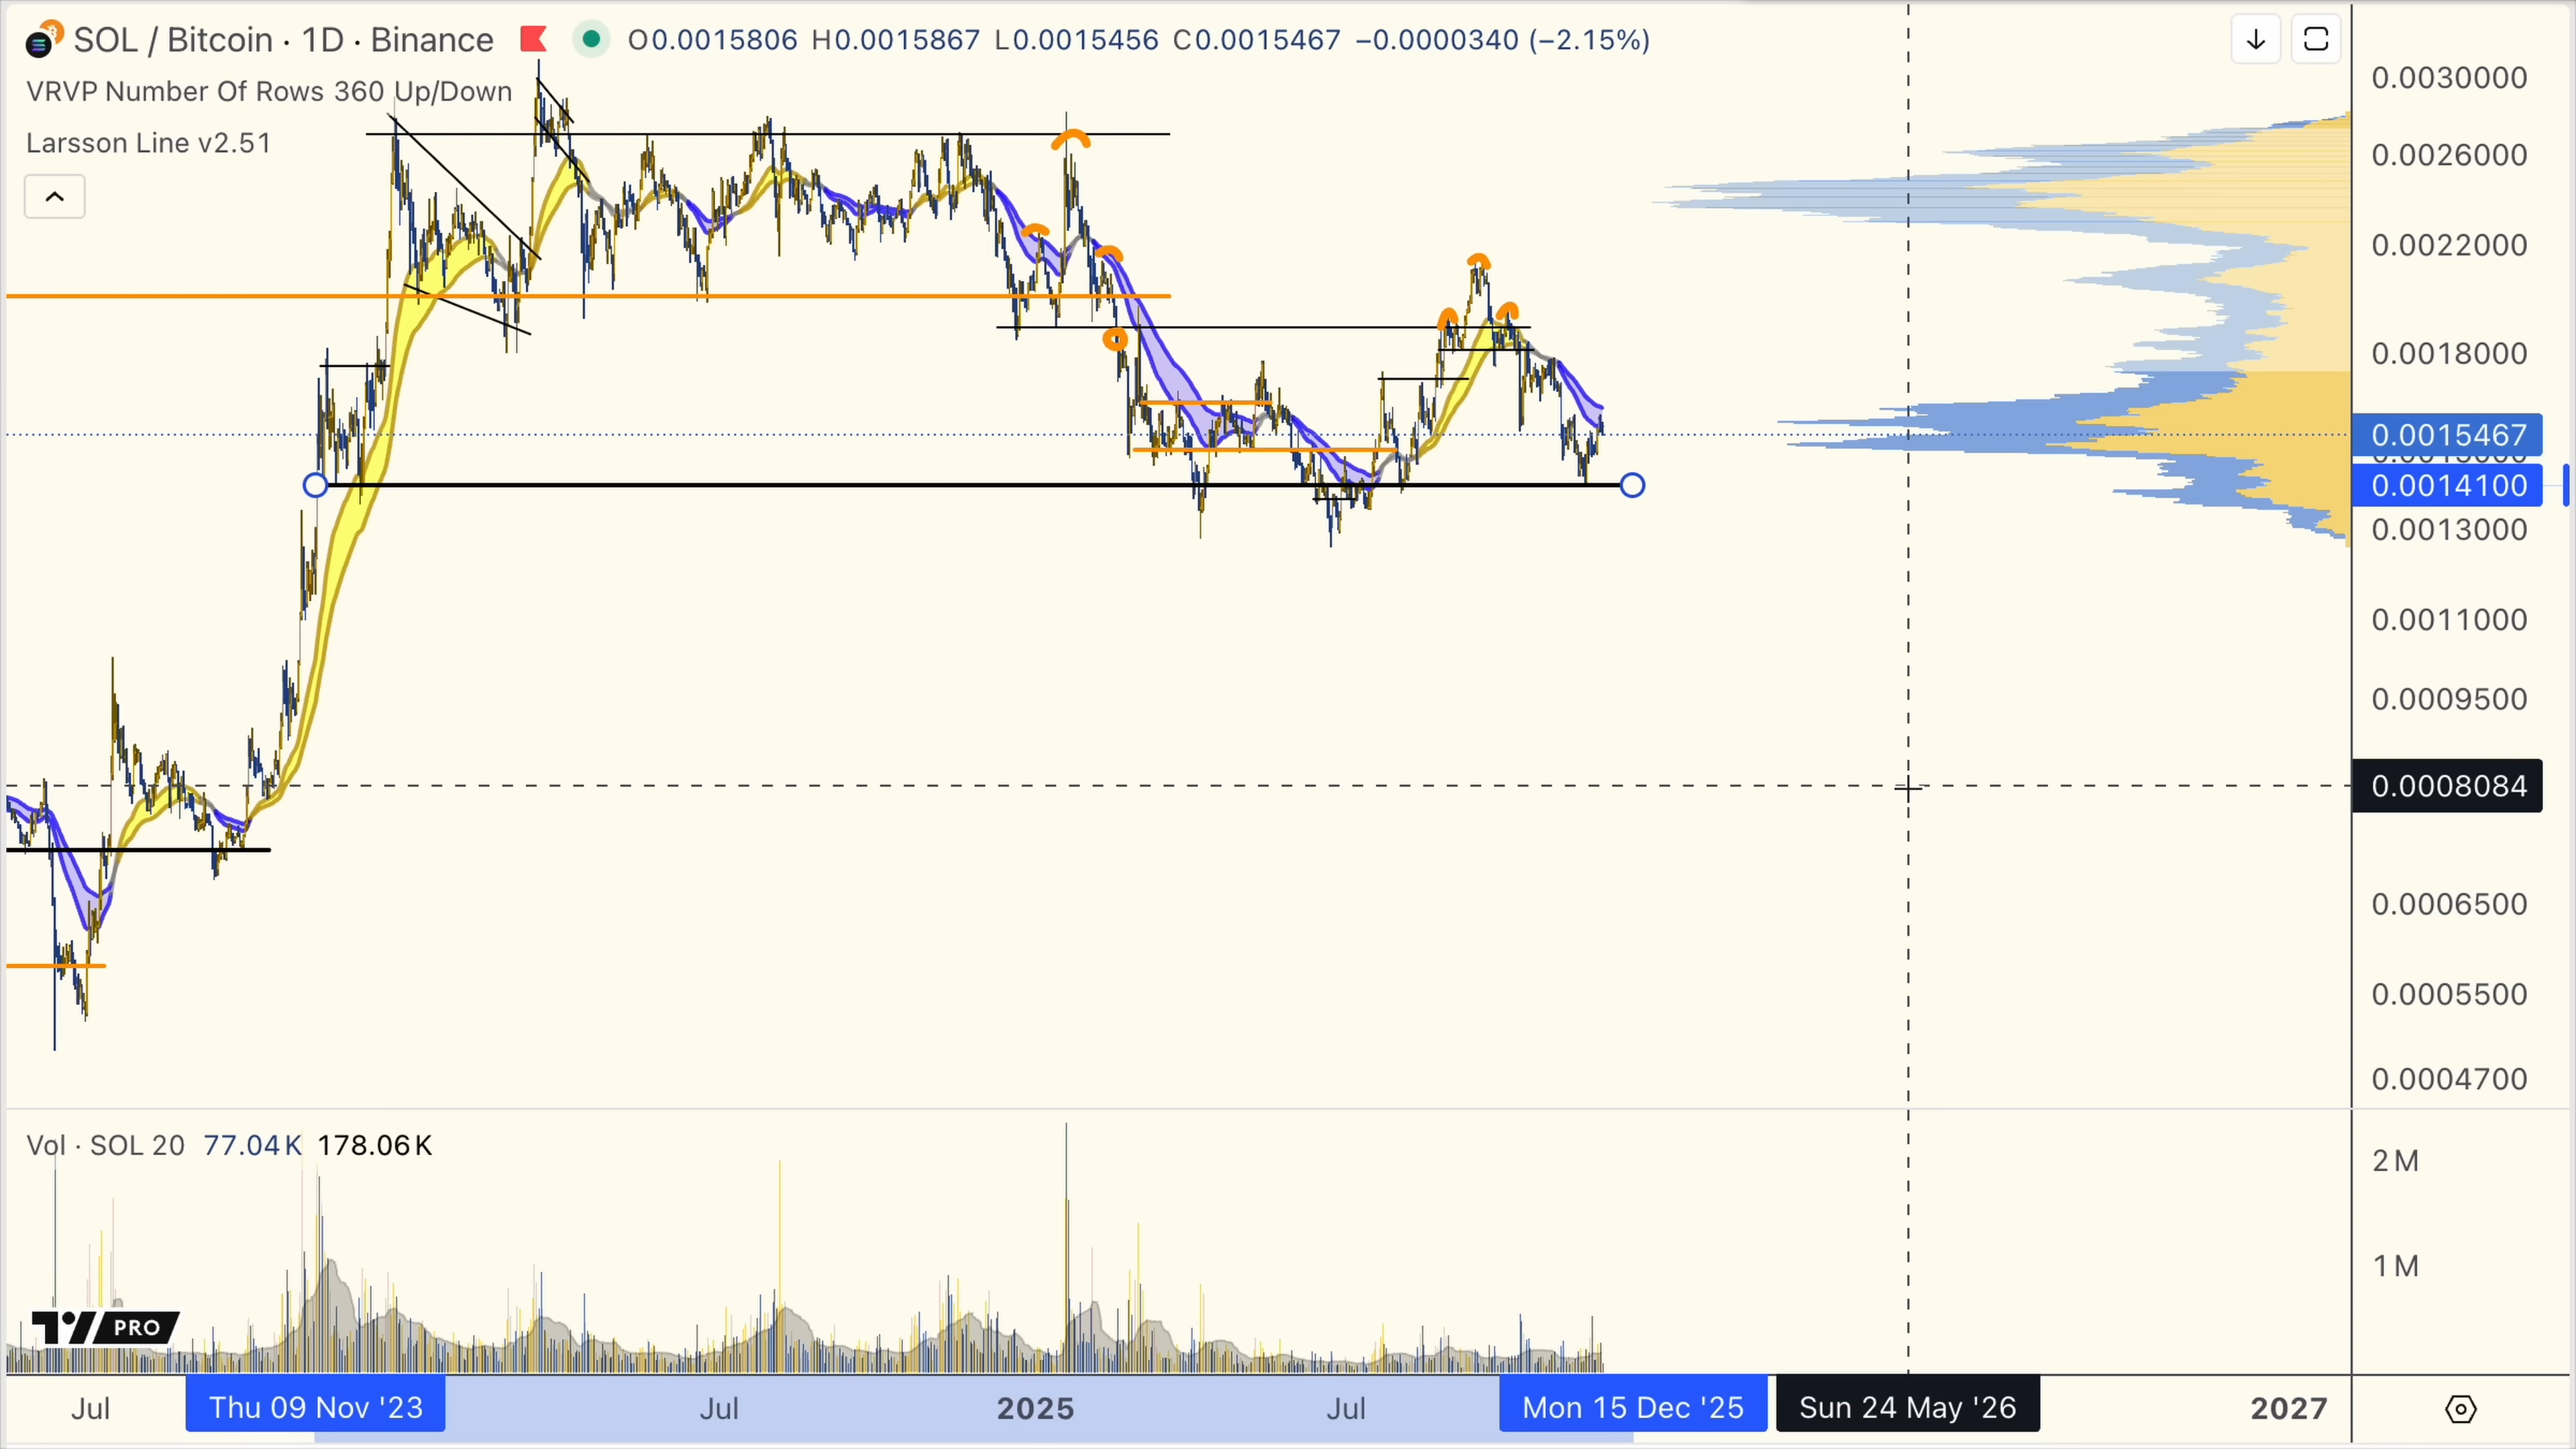 SOL / Bitcoin · 1D · Binance O0.0015806 H0.0015867 L0.0015456 C0.0015467 −0.0000340 (−2.15%)
VRVP Number Of Rows 360 Up/Down
Larsson Line v2.51
0.0030000
0.0026000
0.0022000
0.0018000
0.0015467
0.0014100
0.0013000
0.0011000
0.0009500
0.0008084
0.0006500
0.0005500
0.0004700
Vol · SOL 20 77.04K 178.06K
2M
1M
PRO
Jul Thu 09 Nov '23 Jul 2025 Jul Mon 15 Dec '25 Sun 24 May '26 2027